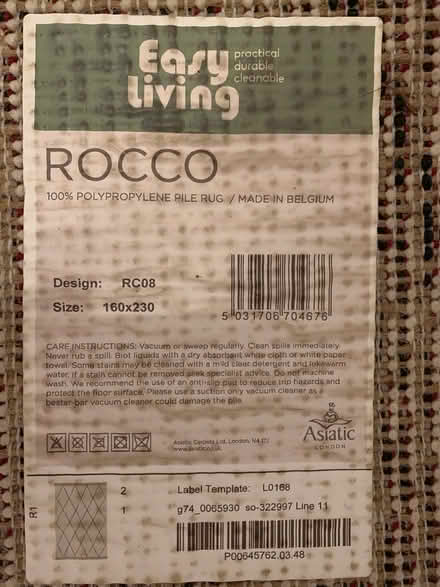 Easy Living
practical
durable
cleanable
ROCCO
100% POLYPROPYLENE PILE RUG / MADE IN BELGIUM
Design: RC08
Size: 160x230
5 031706 704676
CARE INSTRUCTIONS: Vacuum or sweep regularly. Clean spills immediately.
Never rub a spill. Blot liquids with a dry absorbent white cloth or white paper
towel. Some stains may be cleaned with a mild clear detergent and lukewarm
water. If a stain cannot be removed seek specialist advice. Do not machine
wash. We recommend the use of an anti-slip pad to reduce trip hazards and
protect the floor surface. Please use a suction only vacuum cleaner as a
beater-bar vacuum cleaner could damage the pile.
Asiatic Carpets Ltd, London, N4 1TJ
www.asiatic.co.uk
Asiatic
LONDON
R1
2
1
Label Template: L0168
g74_0065930 so-322997 Line 11
P00645762.03.48